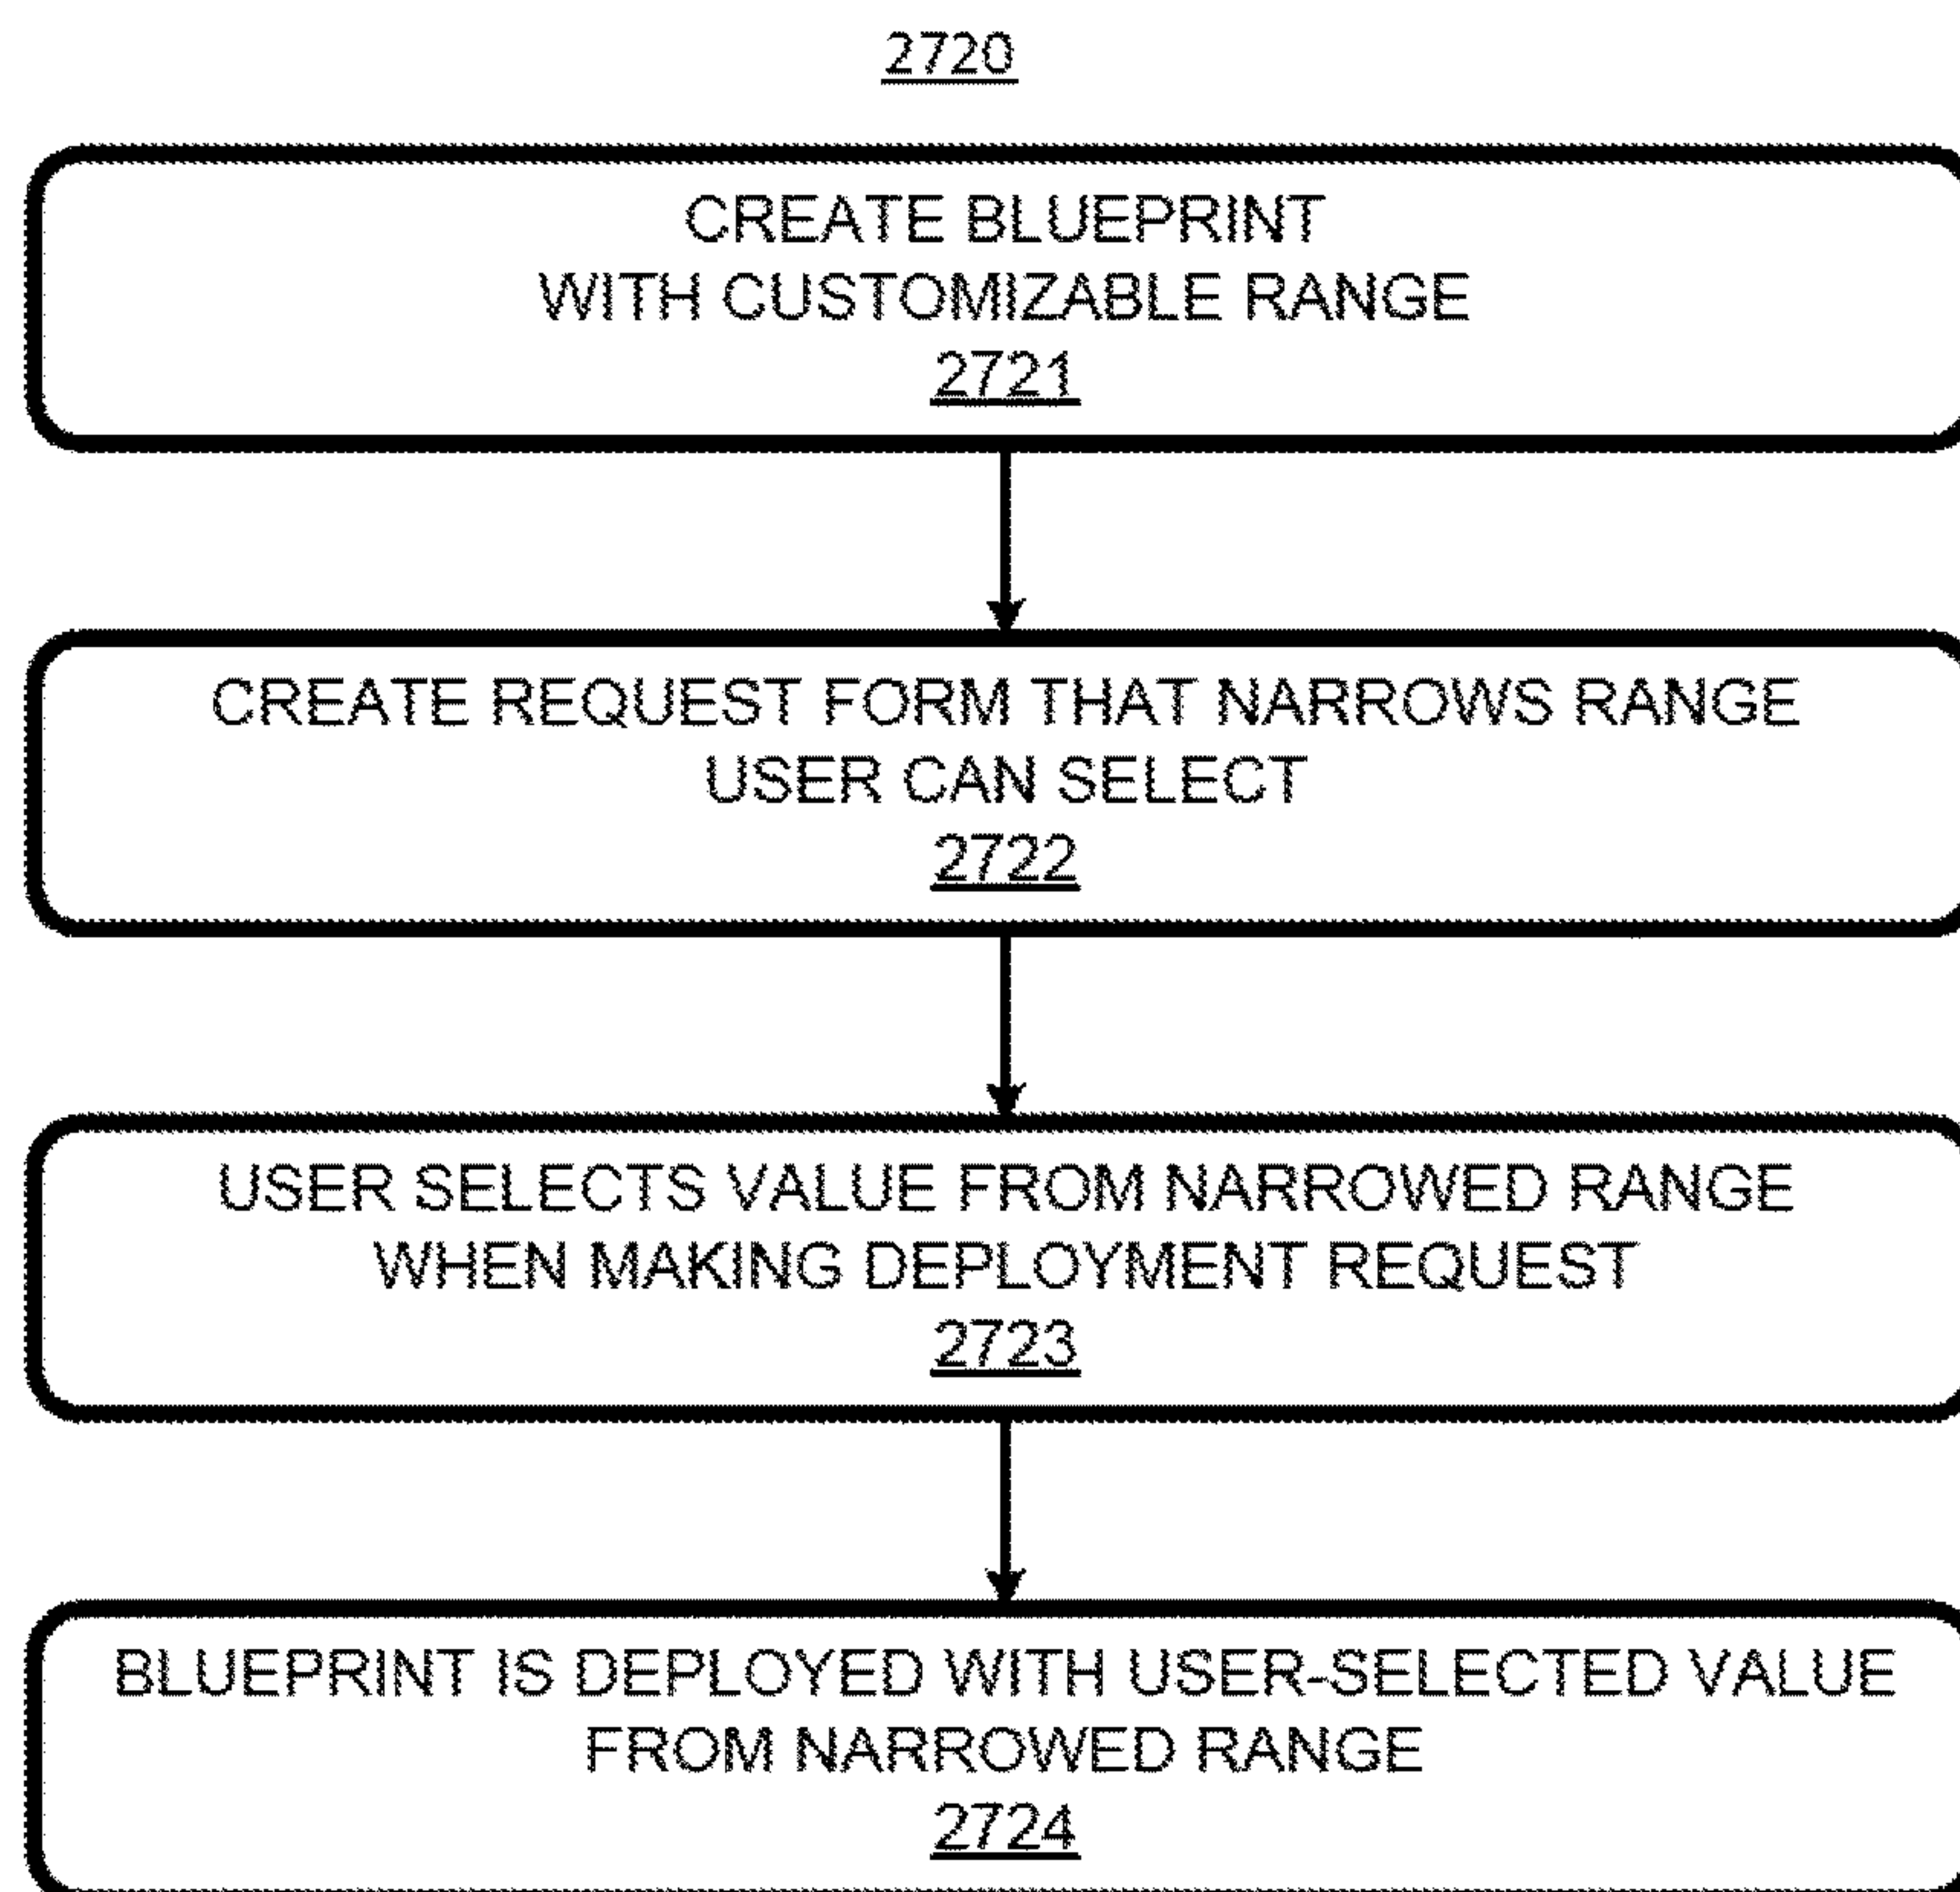 2720
CREATE BLUEPRINT
WITH CUSTOMIZABLE RANGE
2721
CREATE REQUEST FORM THAT NARROWS RANGE
USER CAN SELECT
2722
USER SELECTS VALUE FROM NARROWED RANGE
WHEN MAKING DEPLOYMENT REQUEST
2723
BLUEPRINT IS DEPLOYED WITH USER-SELECTED VALUE
FROM NARROWED RANGE
2724